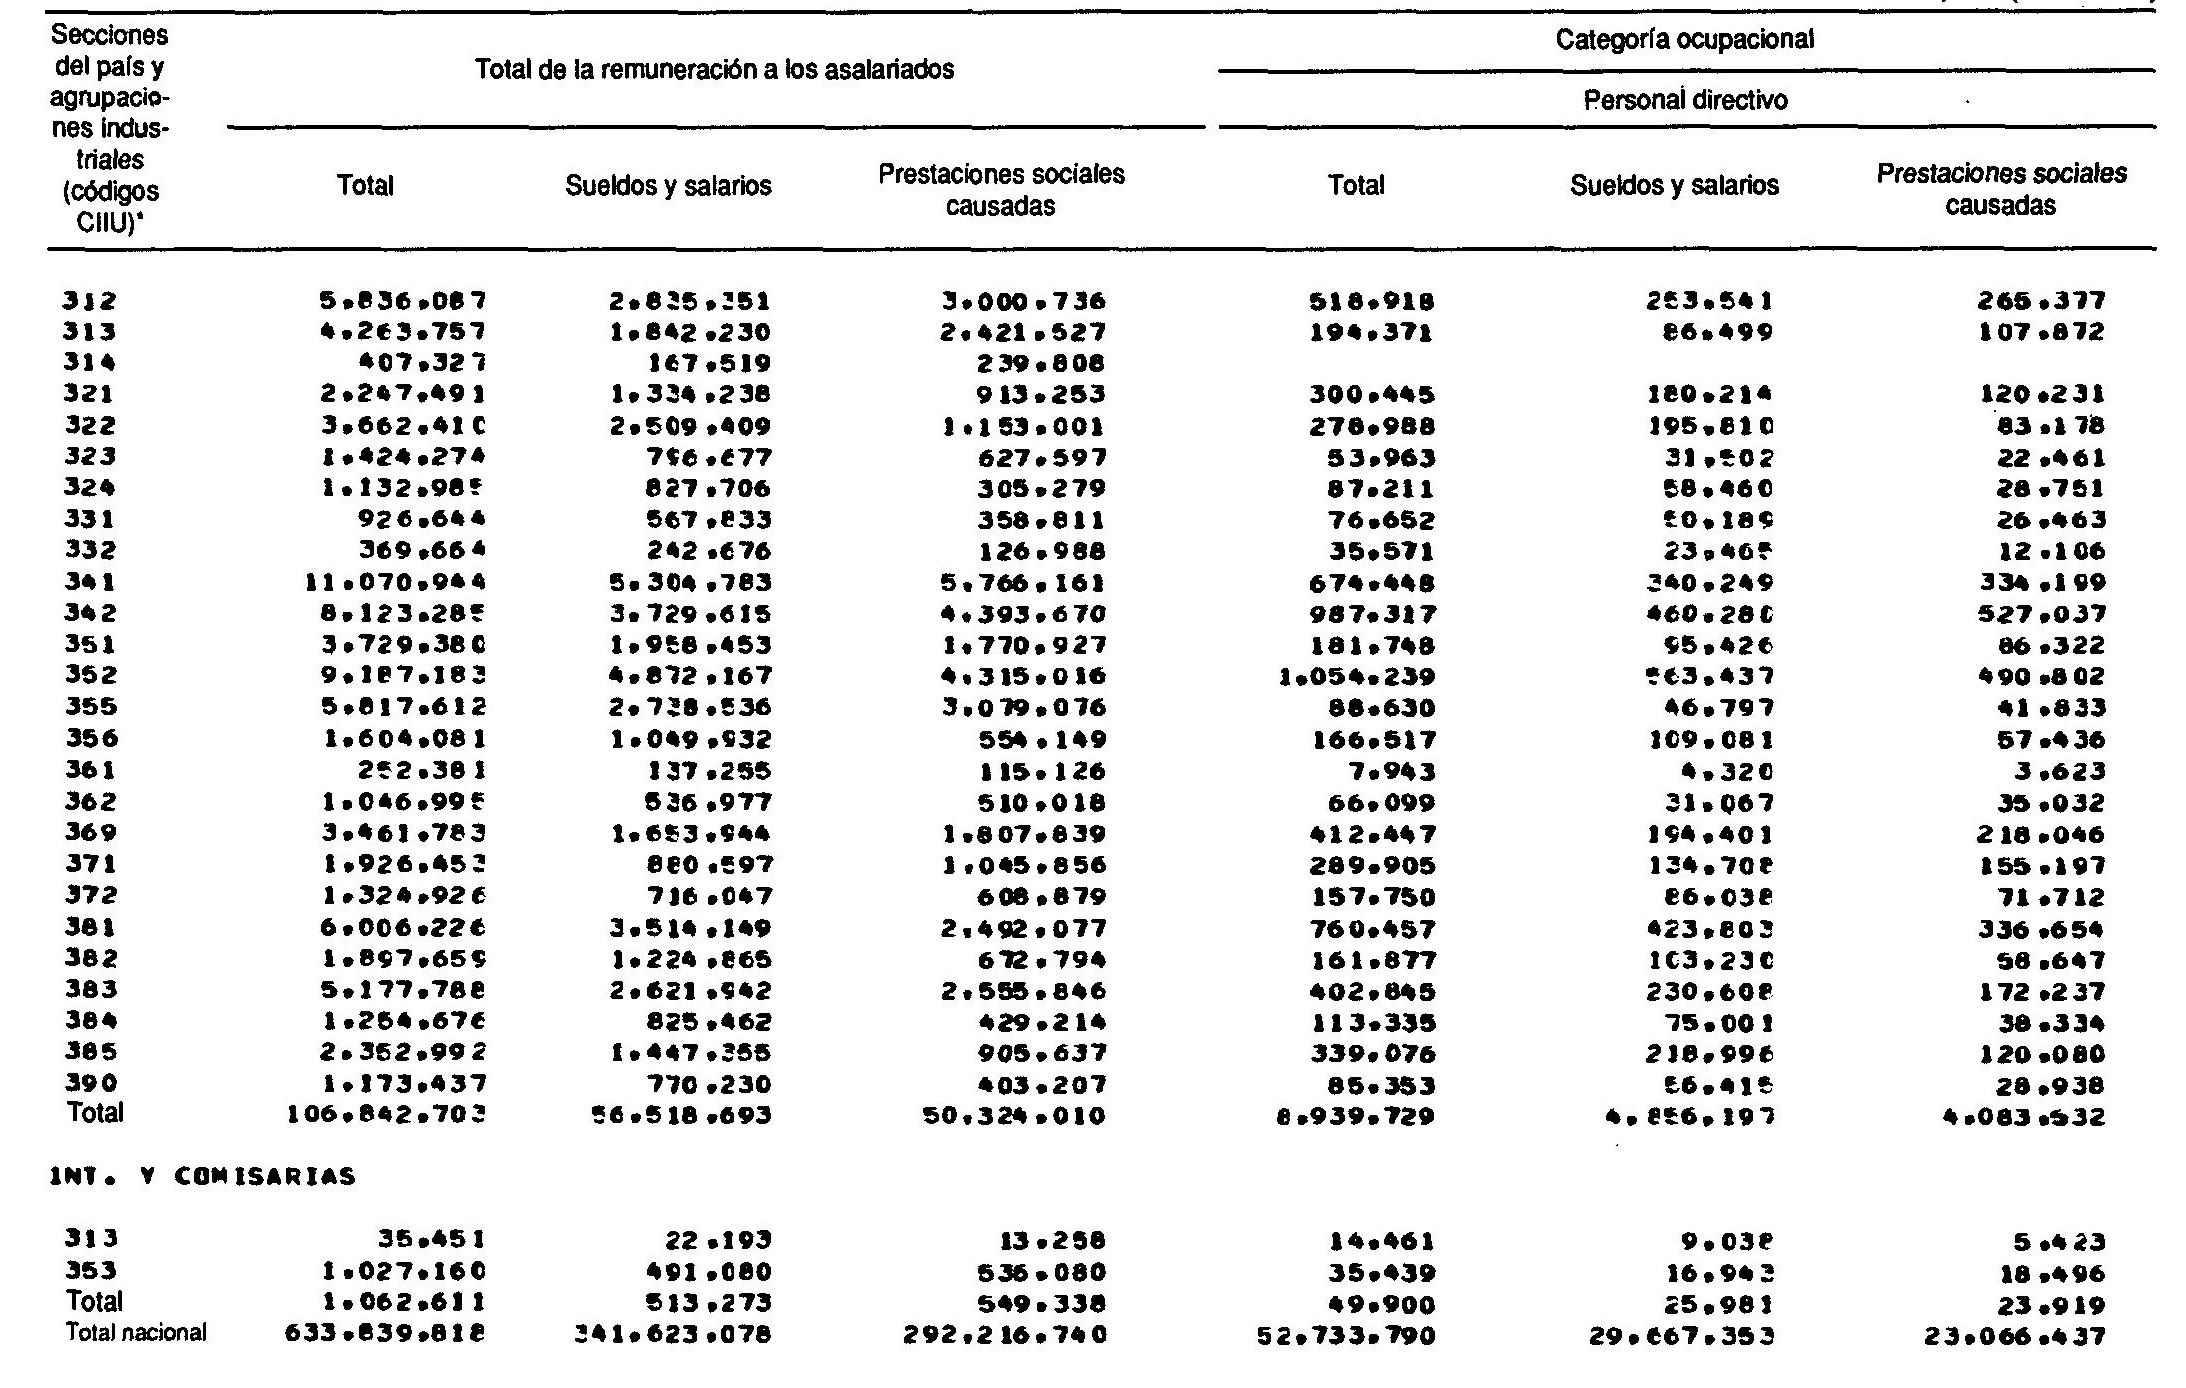 Secciones
del país y
agrupacio-
nes indus-
triales
(códigos
CIIU)*
Total de la remuneración a los asalariados
Categoría ocupacional
Personal directivo
Total Sueldos y salarios Prestaciones sociales causadas Total Sueldos y salarios Prestaciones sociales causadas
312 5.836.087 2.835.351 3.000.736 518.918 253.541 265.377
313 4.263.757 1.842.230 2.421.527 194.371 86.499 107.872
314 407.327 167.519 239.808
321 2.247.491 1.334.238 913.253 300.445 180.214 120.231
322 3.662.410 2.509.409 1.153.001 278.988 195.810 83.178
323 1.424.274 796.677 627.597 53.963 31.502 22.461
324 1.132.985 827.706 305.279 87.211 58.460 28.751
331 926.644 567.833 358.811 76.652 50.189 26.463
332 369.664 242.676 126.988 35.571 23.465 12.106
341 11.070.944 5.304.783 5.766.161 674.448 340.249 334.199
342 8.123.285 3.729.615 4.393.670 987.317 460.280 527.037
351 3.729.380 1.958.453 1.770.927 181.748 95.426 86.322
352 9.187.183 4.872.167 4.315.016 1.054.239 563.437 490.802
355 5.817.612 2.738.536 3.079.076 88.630 46.797 41.833
356 1.604.081 1.049.932 554.149 166.517 109.081 57.436
361 252.381 137.255 115.126 7.943 4.320 3.623
362 1.046.995 536.977 510.018 66.099 31.067 35.032
369 3.461.783 1.653.944 1.807.839 412.447 194.401 218.046
371 1.926.453 880.597 1.045.856 289.905 134.708 155.197
372 1.324.926 716.047 608.879 157.750 86.038 71.712
381 6.006.226 3.514.149 2.492.077 760.457 423.803 336.654
382 1.897.659 1.224.865 672.794 161.877 103.230 58.647
383 5.177.788 2.621.942 2.555.846 402.845 230.608 172.237
384 1.254.676 825.462 429.214 113.335 75.001 38.334
385 2.352.992 1.447.355 905.637 339.076 218.996 120.080
390 1.173.437 770.230 403.207 85.353 56.415 28.938
Total 106.842.703 56.518.693 50.324.010 8.939.729 4.856.197 4.083.532
INT. Y COMISARIAS
313 35.451 22.193 13.258 14.461 9.038 5.423
353 1.027.160 491.080 536.080 35.439 16.943 18.496
Total 1.062.611 513.273 549.338 49.900 25.981 23.919
Total nacional 633.839.818 341.623.078 292.216.740 52.733.790 29.667.353 23.066.437